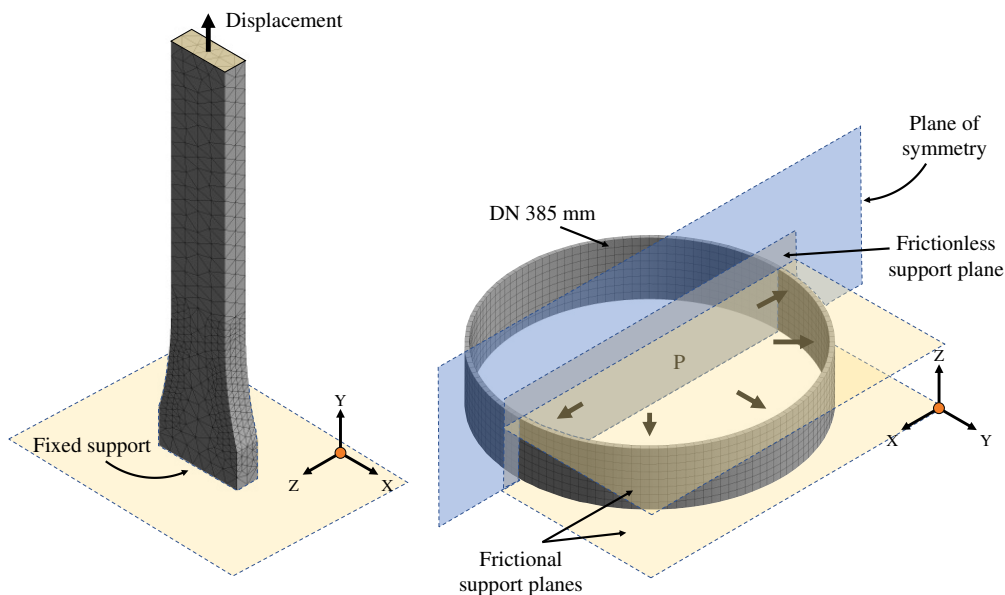 Displacement
Fixed support
Y
Z
X
Plane of
symmetry
DN 385 mm
Frictionless
support plane
P
Z
X
Y
Frictional
support planes